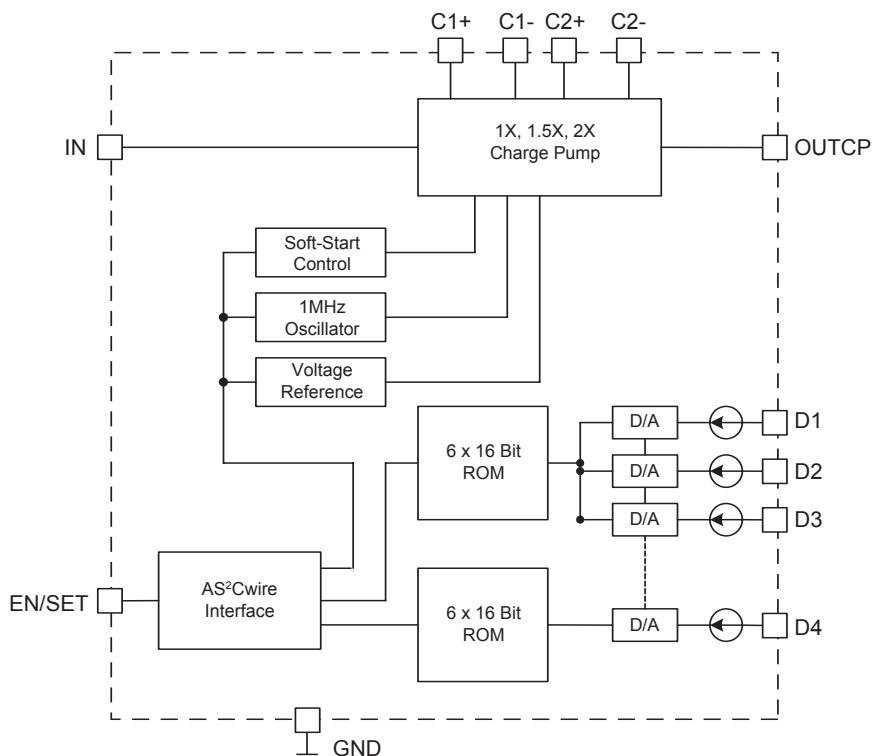 C1+ C1- C2+ C2-
IN
1X, 1.5X, 2X
Charge Pump
OUTCP
Soft-Start
Control
1MHz
Oscillator
Voltage
Reference
6 x 16 Bit
ROM
D/A
D1
D/A
D2
D/A
D3
EN/SET
AS²Cwire
Interface
6 x 16 Bit
ROM
D/A
D4
GND